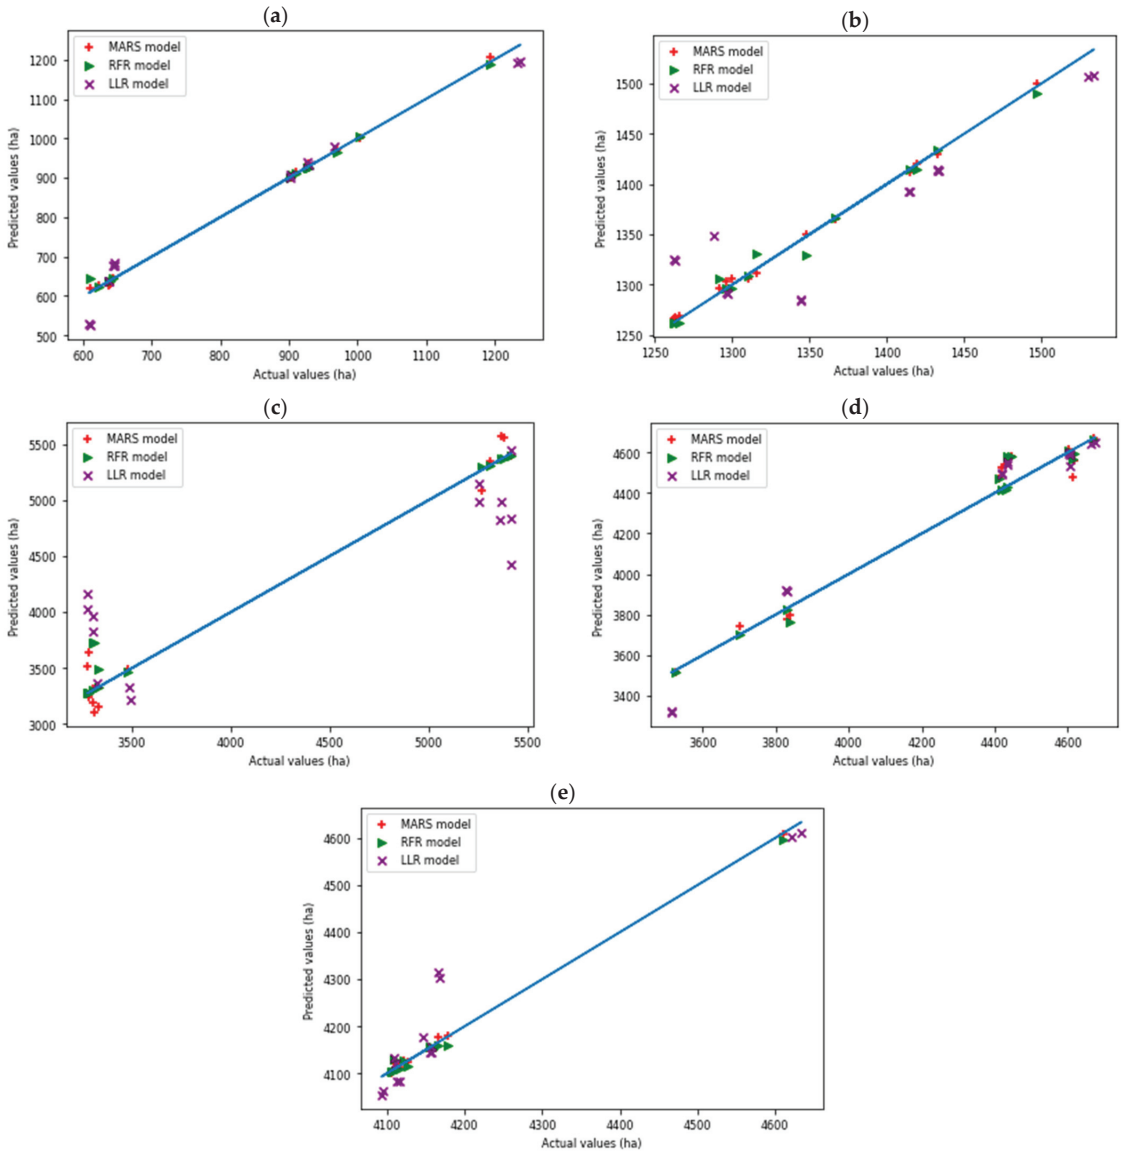 (a)
MARS model
RFR model
LLR model
1200
1100
1000
900
800
700
600
500
Predicted values (ha)
600 700 800 900 1000 1100 1200
Actual values (ha)
(b)
MARS model
RFR model
LLR model
1500
1450
1400
1350
1300
1250
Predicted values (ha)
1250 1300 1350 1400 1450 1500
Actual values (ha)
(c)
MARS model
RFR model
LLR model
5500
5000
4500
4000
3500
3000
Predicted values (ha)
3500 4000 4500 5000 5500
Actual values (ha)
(d)
MARS model
RFR model
LLR model
4600
4400
4200
4000
3800
3600
3400
Predicted values (ha)
3600 3800 4000 4200 4400 4600
Actual values (ha)
(e)
MARS model
RFR model
LLR model
4600
4500
4400
4300
4200
4100
Predicted values (ha)
4100 4200 4300 4400 4500 4600
Actual values (ha)